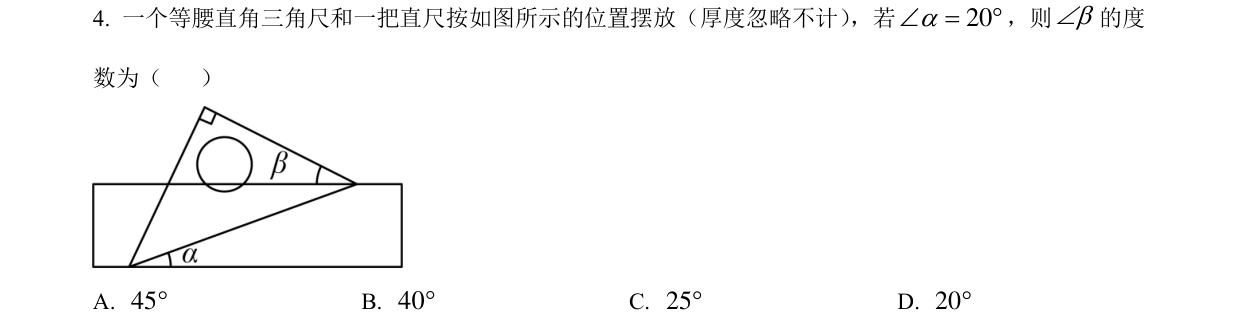 4. 一个等腰直角三角尺和一把直尺按如图所示的位置摆放（厚度忽略不计），若∠α = 20°，则∠β 的度
数为（　　）
β
α
A. 45°　B. 40°　C. 25°　D. 20°